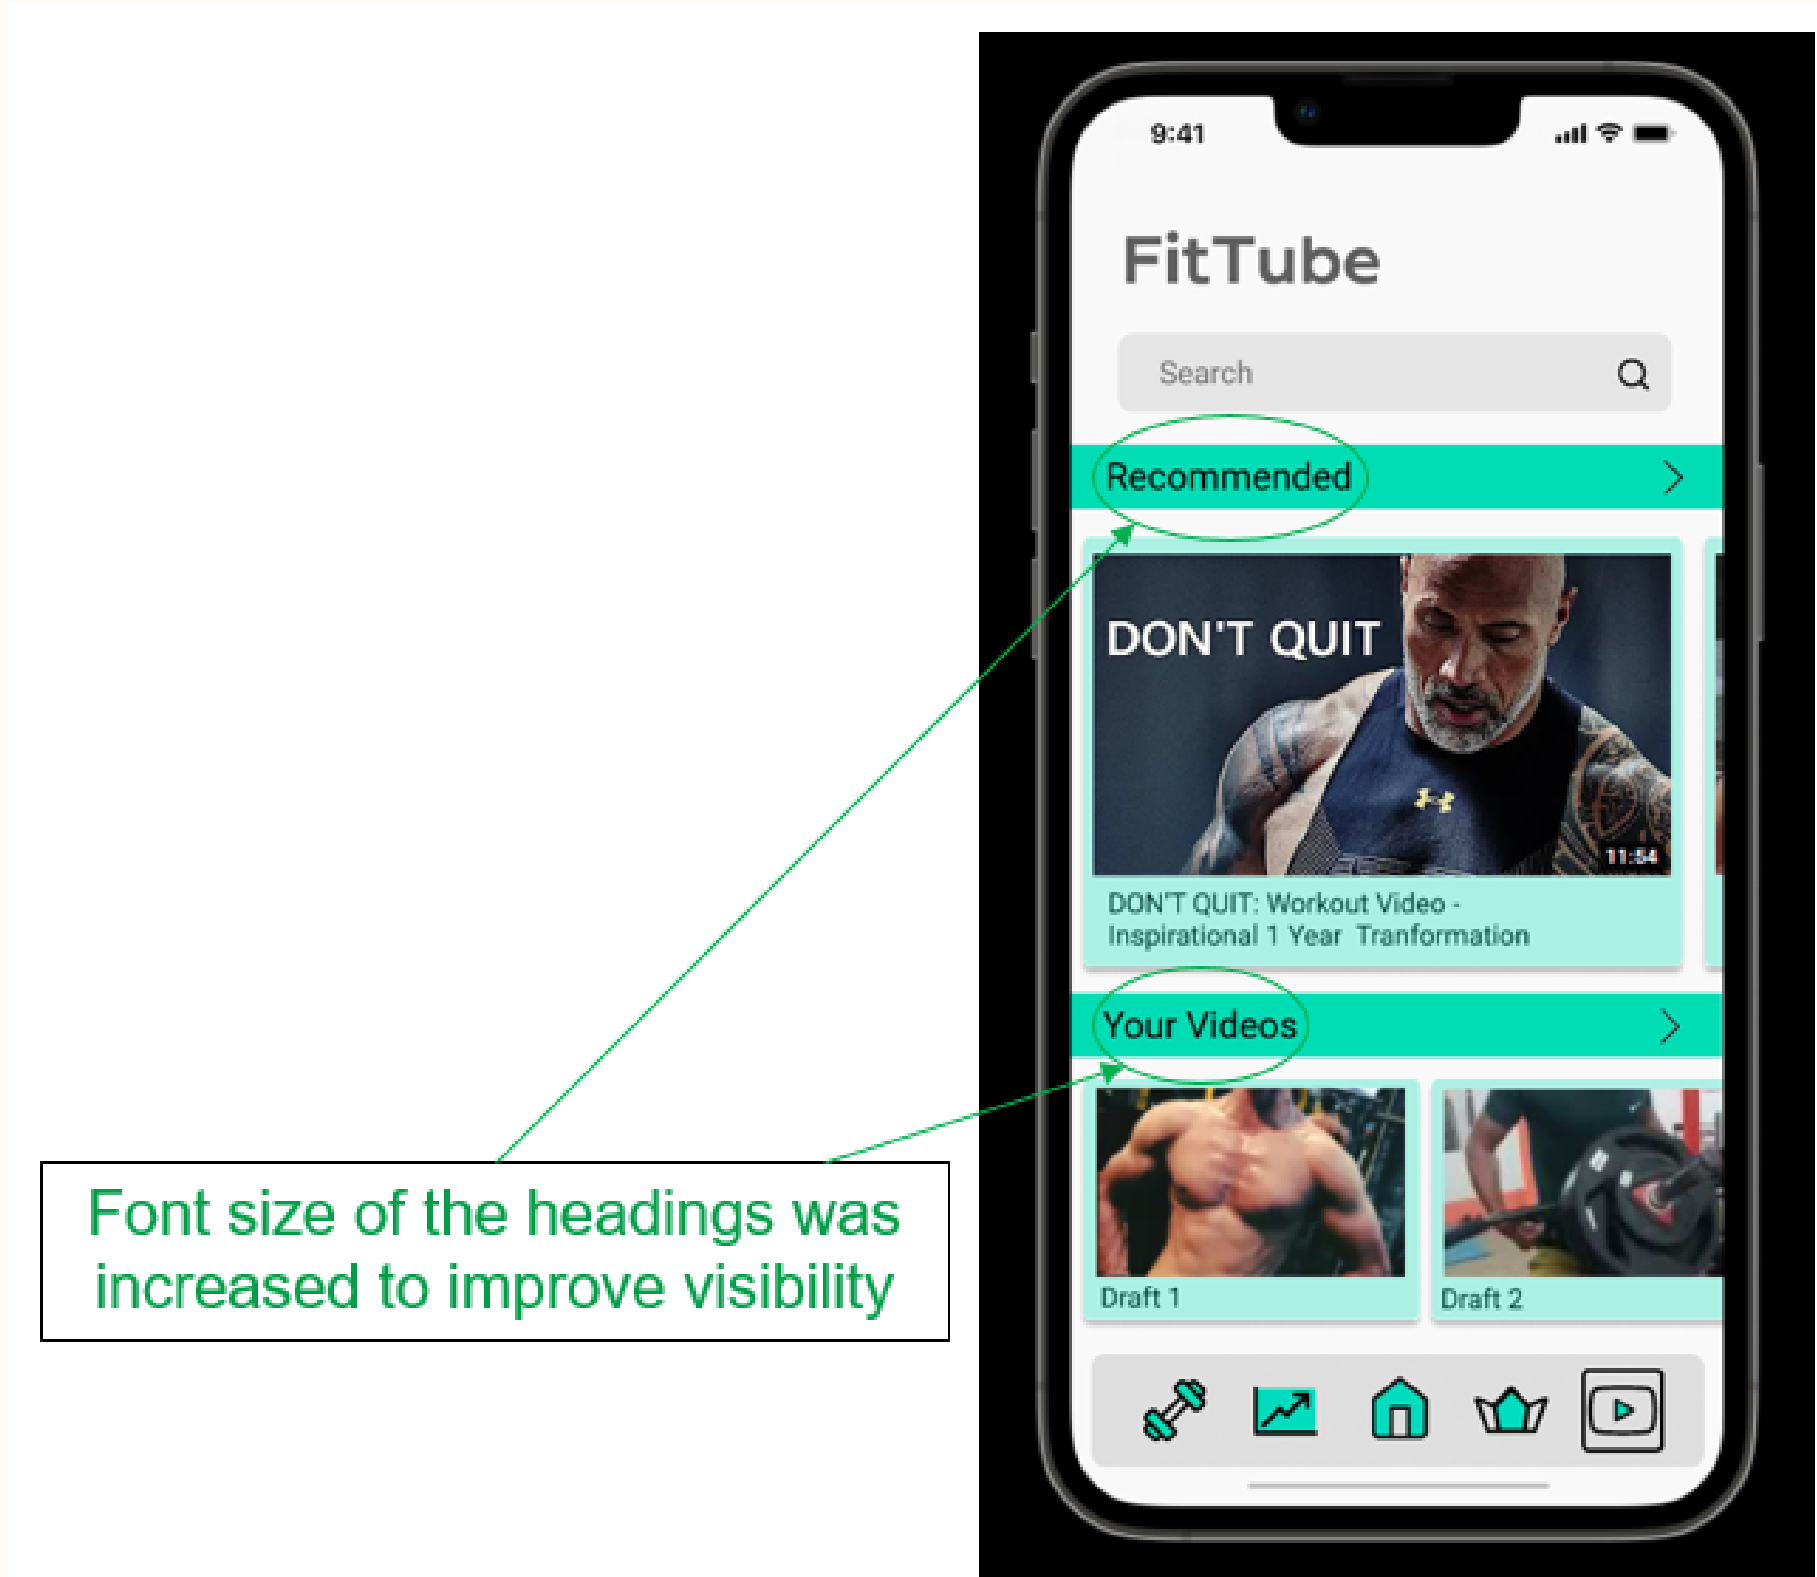 9:41
FitTube
Search
Recommended
DON'T QUIT
11:54
DON'T QUIT: Workout Video -
Inspirational 1 Year Tranformation
Your Videos
Draft 1
Draft 2
Font size of the headings was
increased to improve visibility